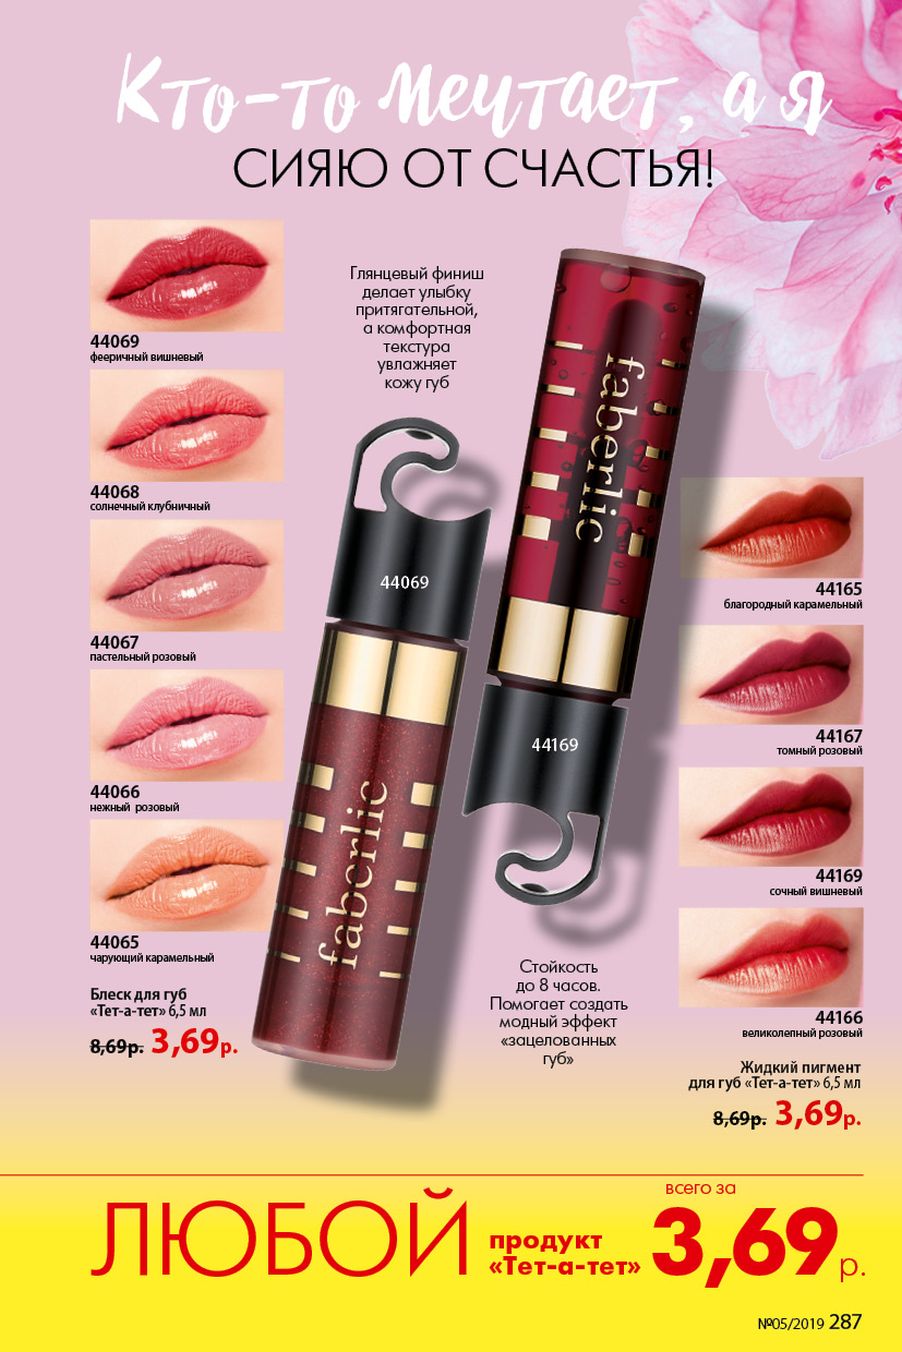 Кто-то мечтает, а я
СИЯЮ ОТ СЧАСТЬЯ!
44069
фееричный вишневый
44068
солнечный клубничный
44067
пастельный розовый
44066
нежный розовый
44065
чарующий карамельный
Блеск для губ
«Тет-а-тет» 6,5 мл
8,69р. 3,69р.
Глянцевый финиш
делает улыбку
притягательной,
а комфортная
текстура
увлажняет
кожу губ
44069
faberlic
faberlic
44169
Стойкость
до 8 часов.
Помогает создать
модный эффект
«зацелованных
губ»
44165
благородный карамельный
44167
томный розовый
44169
сочный вишневый
44166
великолепный розовый
Жидкий пигмент
для губ «Тет-а-тет» 6,5 мл
8,69р. 3,69р.
ЛЮБОЙ
продукт
«Тет-а-тет»
всего за
3,69 р.
№05/2019 287